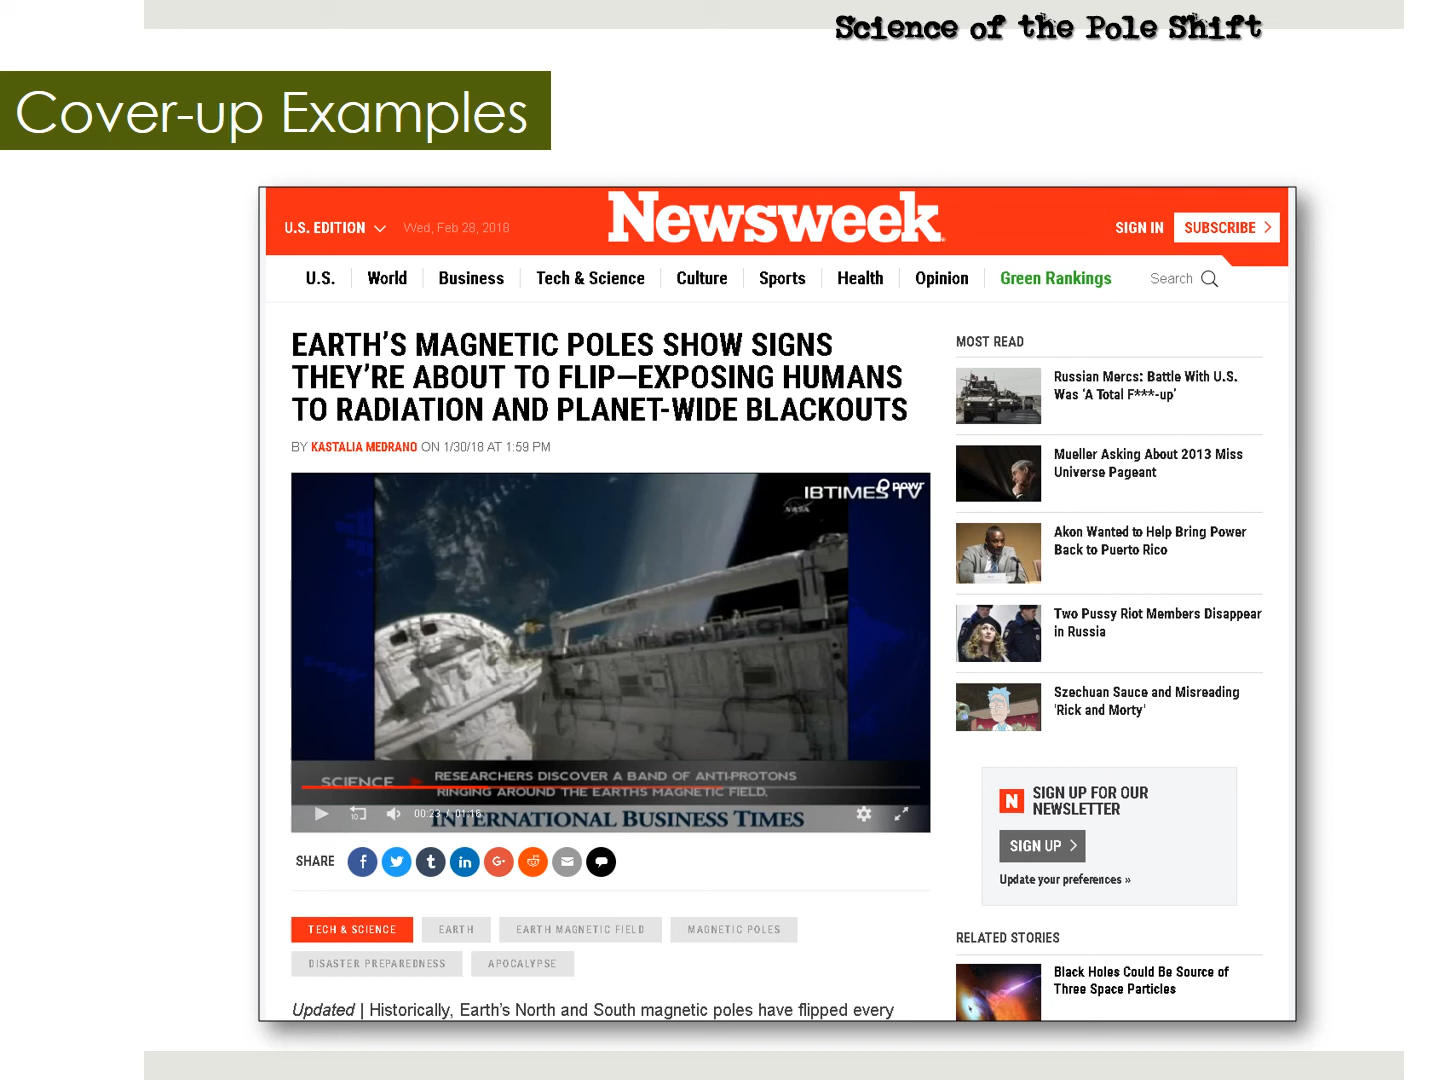 Science of the Pole Shift
Cover-up Examples
U.S. EDITION
Wed, Feb 28, 2018
Newsweek
SIGN IN
SUBSCRIBE
U.S.
World
Business
Tech & Science
Culture
Sports
Health
Opinion
Green Rankings
Search
EARTH'S MAGNETIC POLES SHOW SIGNS
THEY'RE ABOUT TO FLIP—EXPOSING HUMANS
TO RADIATION AND PLANET-WIDE BLACKOUTS
BY KASTALIA MEDRANO ON 1/30/18 AT 1:59 PM
IBTIMES TV
powr
NASA
SCIENCE
RESEARCHERS DISCOVER A BAND OF ANTI-PROTONS
RINGING AROUND THE EARTHS MAGNETIC FIELD.
10
00:23 / 01:16
INTERNATIONAL BUSINESS TIMES
SHARE
TECH & SCIENCE
EARTH
EARTH MAGNETIC FIELD
MAGNETIC POLES
DISASTER PREPAREDNESS
APOCALYPSE
Updated | Historically, Earth's North and South magnetic poles have flipped every
MOST READ
Russian Mercs: Battle With U.S.
Was 'A Total F***-up'
Mueller Asking About 2013 Miss
Universe Pageant
Akon Wanted to Help Bring Power
Back to Puerto Rico
Two Pussy Riot Members Disappear
in Russia
Szechuan Sauce and Misreading
'Rick and Morty'
N
SIGN UP FOR OUR
NEWSLETTER
SIGN UP
Update your preferences »
RELATED STORIES
Black Holes Could Be Source of
Three Space Particles